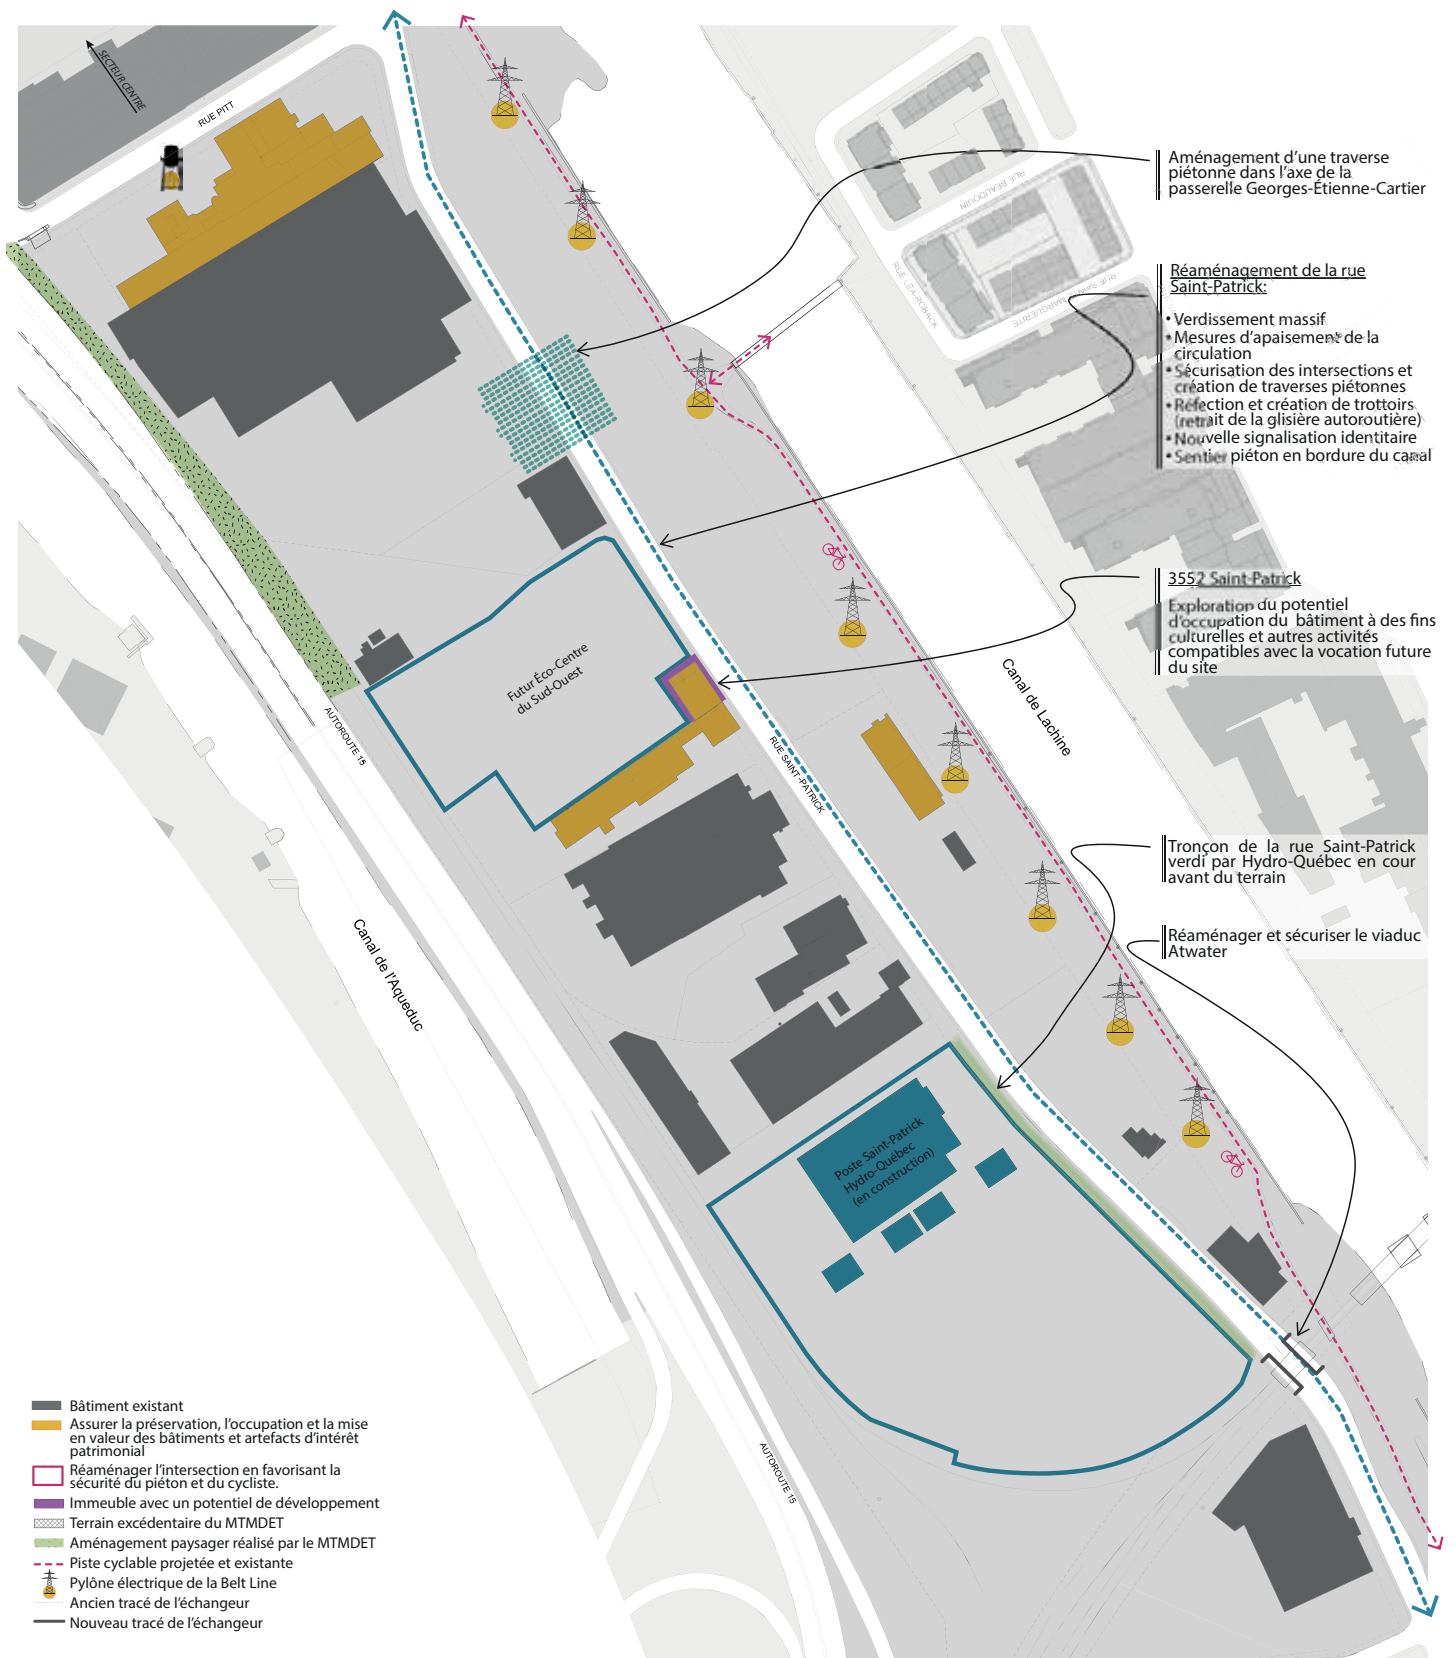 SECTEUR CENTRE
RUE PITT
Aménagement d'une traverse
piétonne dans l'axe de la
passerelle Georges-Étienne-Cartier
RUE BEAUDOUIN
RUE LÉA-ROBACK
RUE SAINTE-MARGUERITE
Réaménagement de la rue
Saint-Patrick:
• Verdissement massif
• Mesures d'apaisement de la
circulation
• Sécurisation des intersections et
création de traverses piétonnes
• Réfection et création de trottoirs
(retrait de la glisière autoroutière)
• Nouvelle signalisation identitaire
• Sentier piéton en bordure du canal
3552 Saint-Patrick
Exploration du potentiel
d'occupation du bâtiment à des fins
culturelles et autres activités
compatibles avec la vocation future
du site
Futur Éco-Centre
du Sud-Ouest
Canal de Lachine
AUTOROUTE 15
RUE SAINT-PATRICK
Tronçon de la rue Saint-Patrick
verdi par Hydro-Québec en cour
avant du terrain
Réaménager et sécuriser le viaduc
Atwater
Canal de l'Aqueduc
Poste Saint-Patrick
Hydro-Québec
(en construction)
AUTOROUTE 15
Bâtiment existant
Assurer la préservation, l'occupation et la mise
en valeur des bâtiments et artefacts d'intérêt
patrimonial
Réaménager l'intersection en favorisant la
sécurité du piéton et du cycliste.
Immeuble avec un potentiel de développement
Terrain excédentaire du MTMDET
Aménagement paysager réalisé par le MTMDET
Piste cyclable projetée et existante
Pylône électrique de la Belt Line
Ancien tracé de l'échangeur
Nouveau tracé de l'échangeur